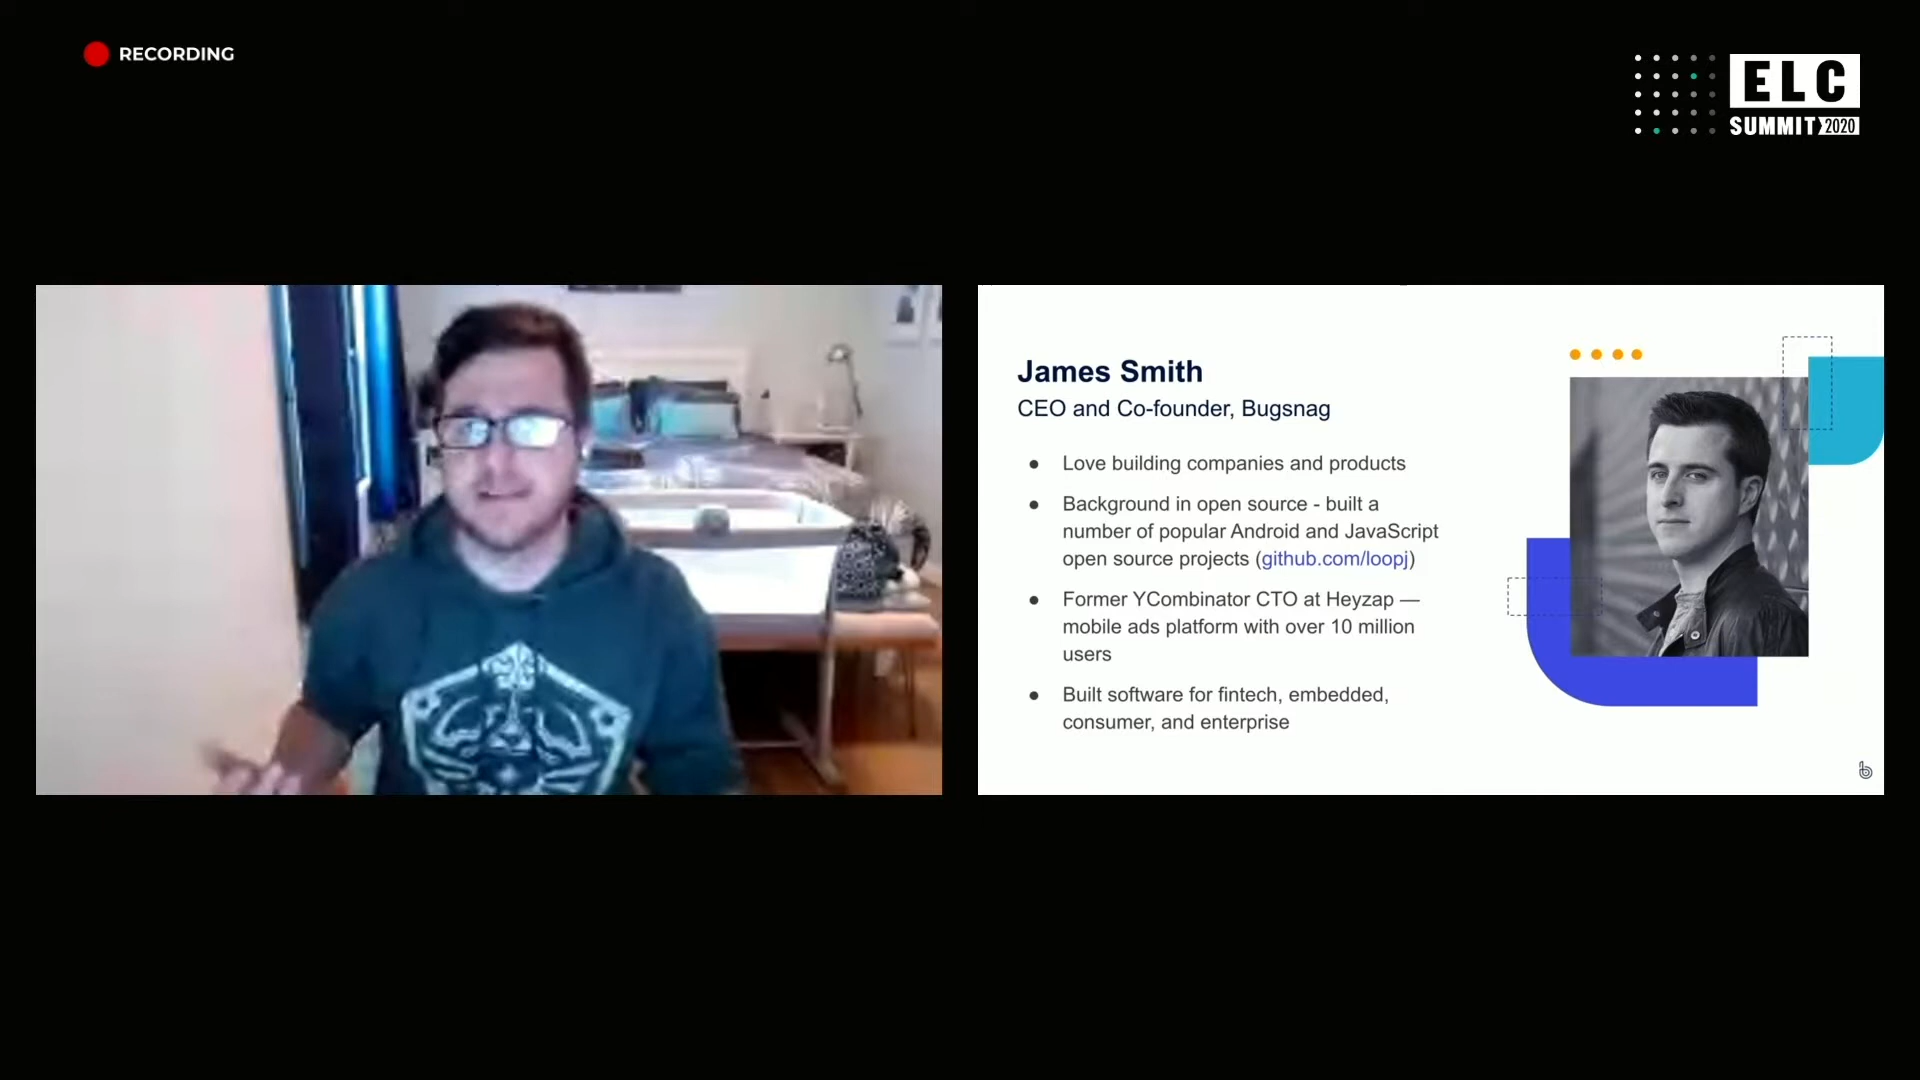 RECORDING
ELC
SUMMIT 2020
James Smith
CEO and Co-founder, Bugsnag
● Love building companies and products
● Background in open source - built a
number of popular Android and JavaScript
open source projects (github.com/loopj)
● Former YCombinator CTO at Heyzap —
mobile ads platform with over 10 million
users
● Built software for fintech, embedded,
consumer, and enterprise